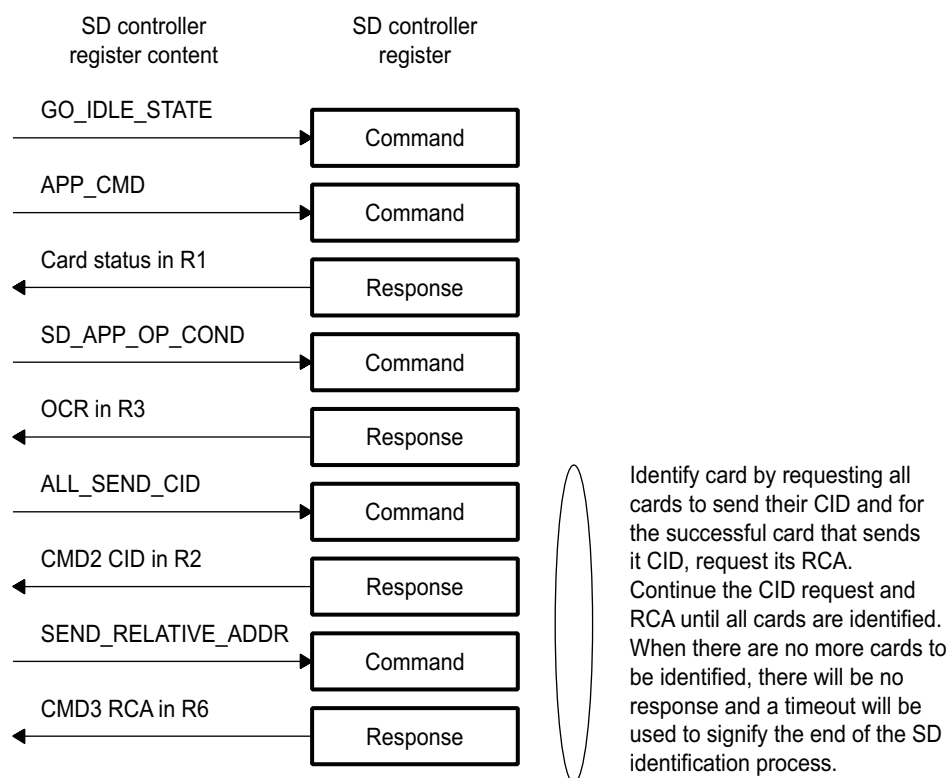 SD controller
register content
SD controller
register
GO_IDLE_STATE
Command
APP_CMD
Command
Card status in R1
Response
SD_APP_OP_COND
Command
OCR in R3
Response
ALL_SEND_CID
Command
CMD2 CID in R2
Response
SEND_RELATIVE_ADDR
Command
CMD3 RCA in R6
Response
Identify card by requesting all
cards to send their CID and for
the successful card that sends
it CID, request its RCA.
Continue the CID request and
RCA until all cards are identified.
When there are no more cards to
be identified, there will be no
response and a timeout will be
used to signify the end of the SD
identification process.